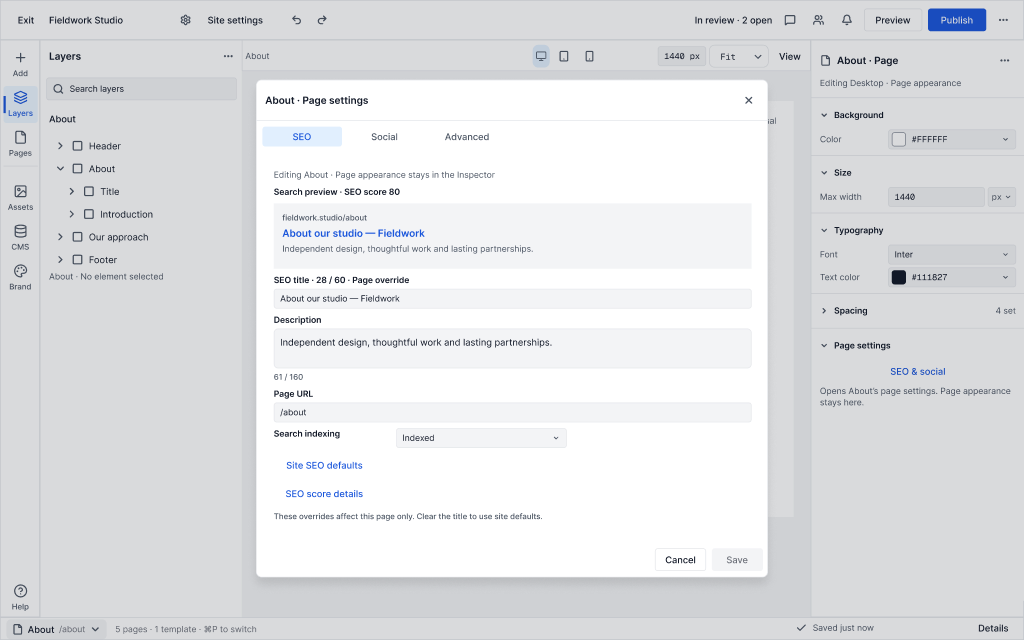 Exit Fieldwork Studio Site settings In review · 2 open Preview Publish
Add
Layers
Pages
Assets
CMS
Brand
Help
Layers
Search layers
About
Header
About
Title
Introduction
Our approach
Footer
About · No element selected
About 1440 px Fit View
About · Page settings
SEO Social Advanced
Editing About · Page appearance stays in the Inspector
Search preview · SEO score 80
fieldwork.studio/about
About our studio — Fieldwork
Independent design, thoughtful work and lasting partnerships.
SEO title · 28 / 60 · Page override
About our studio — Fieldwork
Description
Independent design, thoughtful work and lasting partnerships.
61 / 160
Page URL
/about
Search indexing Indexed
Site SEO defaults
SEO score details
These overrides affect this page only. Clear the title to use site defaults.
Cancel Save
About · Page
Editing Desktop · Page appearance
Background
Color #FFFFFF
Size
Max width 1440 px
Typography
Font Inter
Text color #111827
Spacing 4 set
Page settings
SEO & social
Opens About's page settings. Page appearance
stays here.
About /about 5 pages · 1 template · ⌘P to switch Saved just now Details